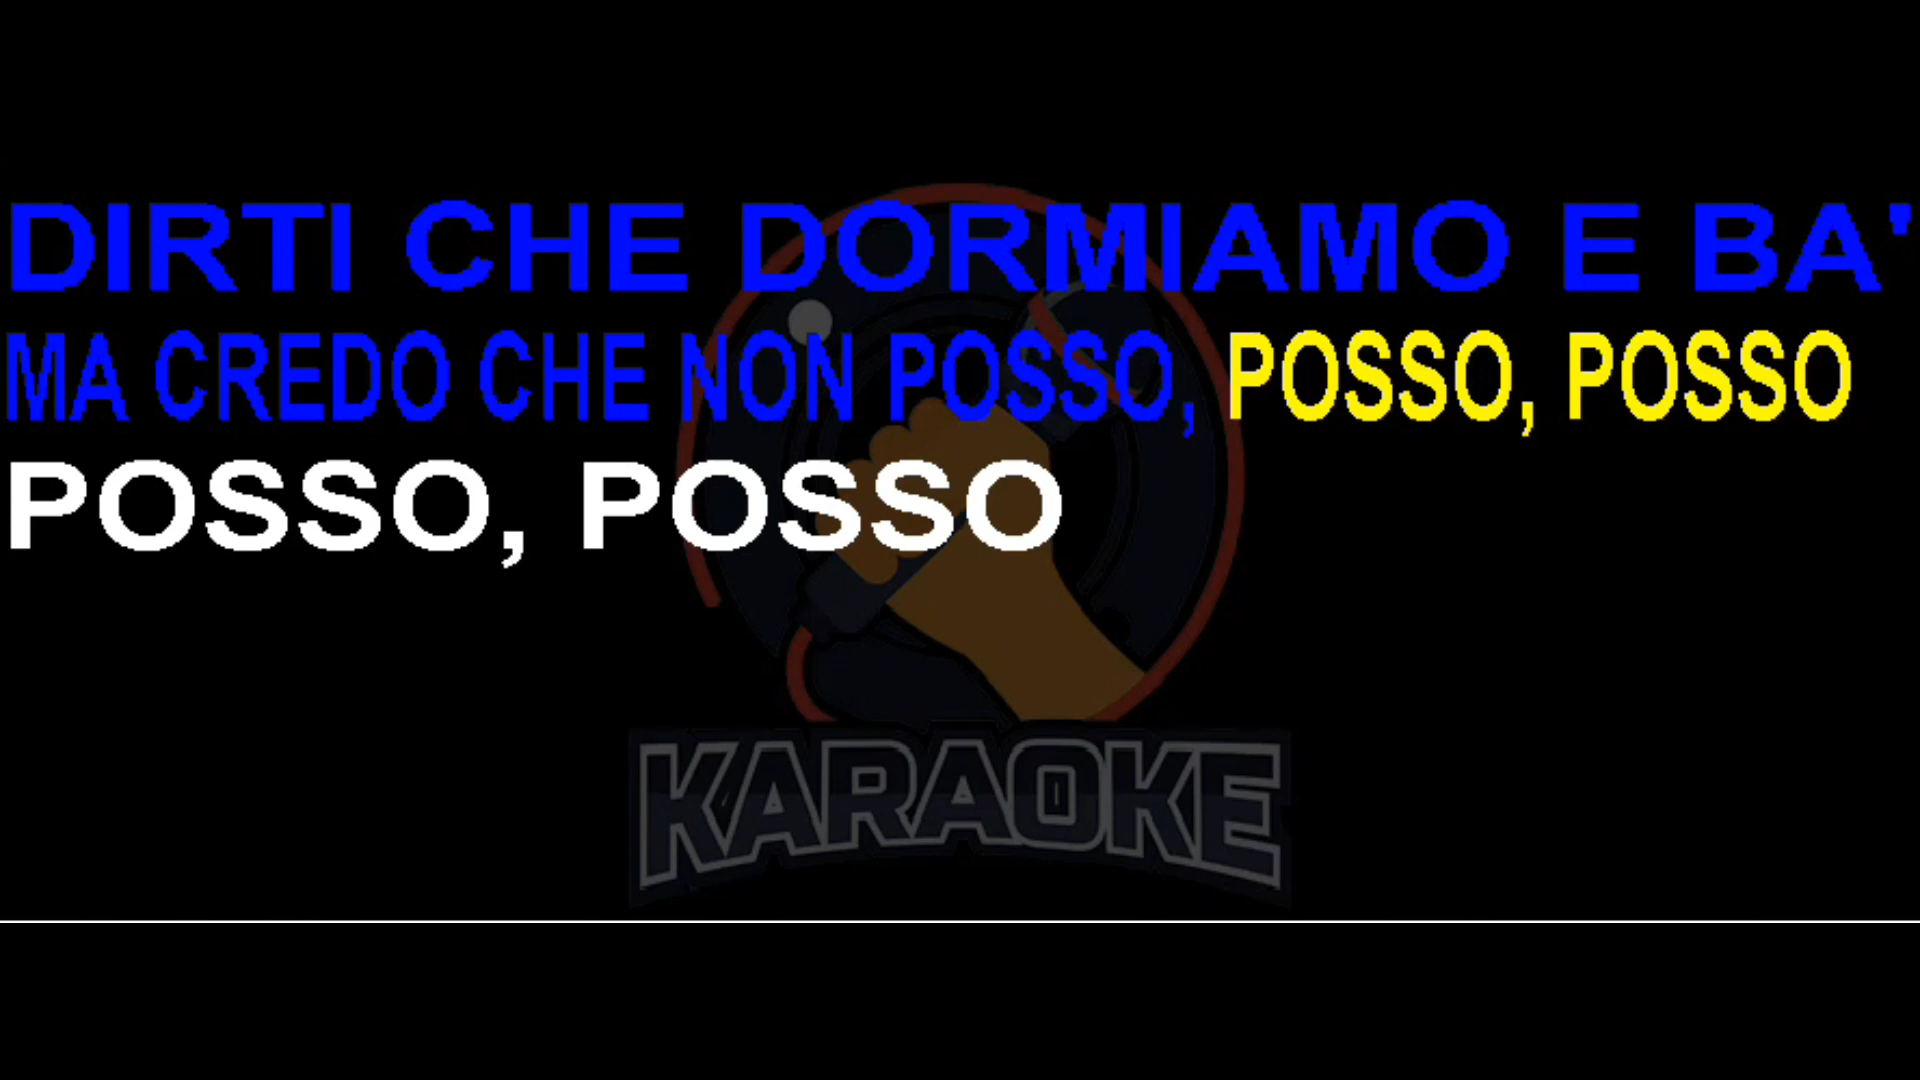 DIRTI CHE DORMIAMO E BA'
MA CREDO CHE NON POSSO, POSSO, POSSO
POSSO, POSSO
KARAOKE